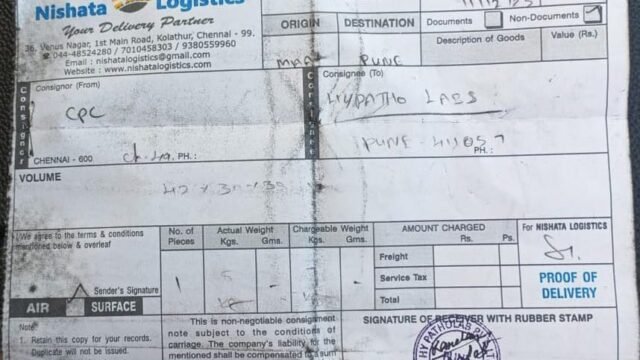 Nishata Logistics
Your Delivery Partner
36, Venus Nagar, 1st Main Road, Kolathur, Chennai - 99.
044-48524280 / 7010458303 / 9380559960
Email : nishatalogistics@gmail.com
Website : www.nishatalogistics.com
ORIGIN
DESTINATION
PUNE
Documents
Non-Documents
Description of Goods
Value (Rs.)
Consignor
Consignor (From)
CPC
CHENNAI - 600
PH. :
Consignee
Consignee (To)
HYPATHO LABS
PUNE - 411057
PH. :
VOLUME
We agree to the terms & conditions
mentioned below & overleaf
Sender's Signature
AIR
SURFACE
No. of Pieces
1
Actual Weight
Kgs. Gms.
Chargeable Weight
Kgs. Gms.
AMOUNT CHARGED
Rs. Ps.
Freight
Service Tax
Total
For NISHATA LOGISTICS
PROOF OF
DELIVERY
Note:
1. Retain this copy for your records.
Duplicate will not be issued.
This is non-negotiable consignment
note subject to the conditions of
carriage. The company's liability for
mentioned shall be compensated to a sum
SIGNATURE OF RECEIVER WITH RUBBER STAMP
HY PATHOLAB